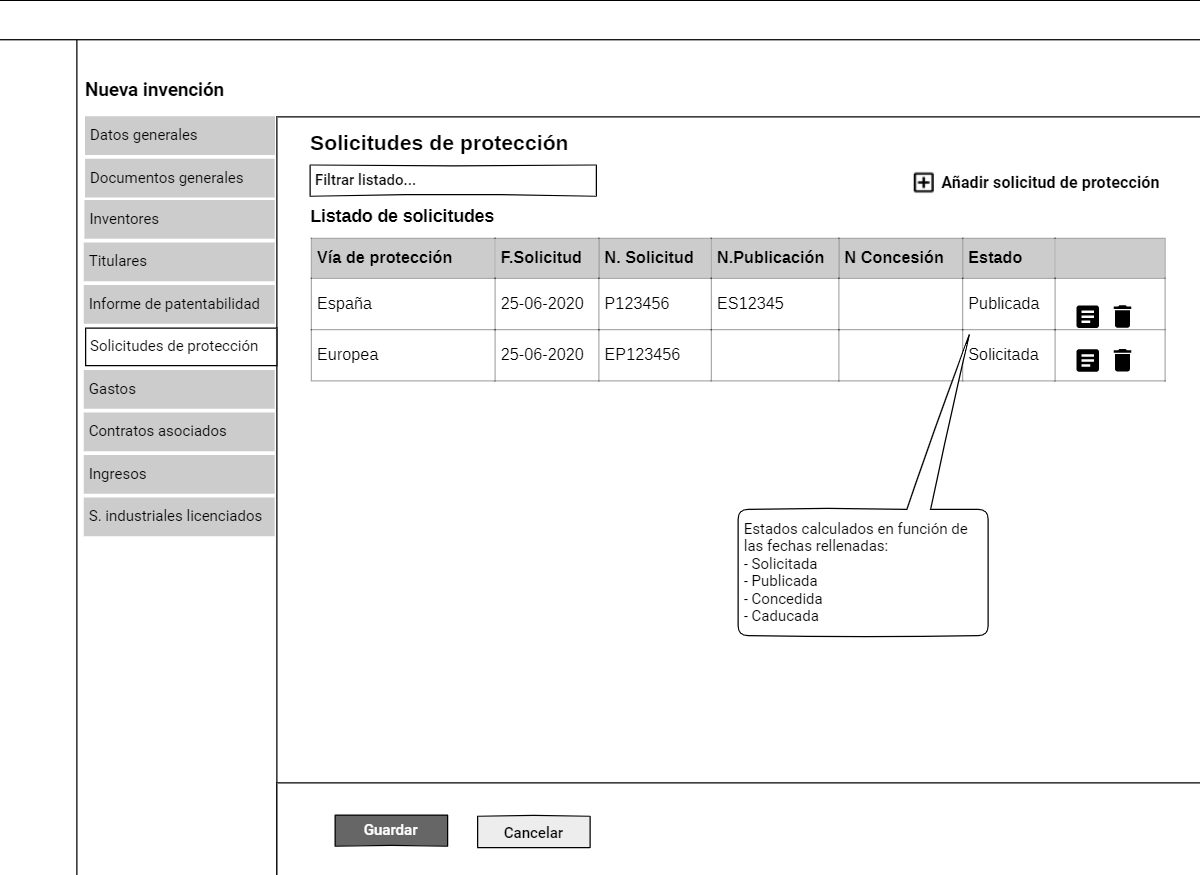 Nueva invención
Datos generales
Documentos generales
Inventores
Titulares
Informe de patentabilidad
Solicitudes de protección
Gastos
Contratos asociados
Ingresos
S. industriales licenciados
Solicitudes de protección
Filtrar listado...
Añadir solicitud de protección
Listado de solicitudes
Vía de protección F.Solicitud N. Solicitud N.Publicación N Concesión Estado
España 25-06-2020 P123456 ES12345 Publicada
Europea 25-06-2020 EP123456 Solicitada
Estados calculados en función de
las fechas rellenadas:
- Solicitada
- Publicada
- Concedida
- Caducada
Guardar
Cancelar